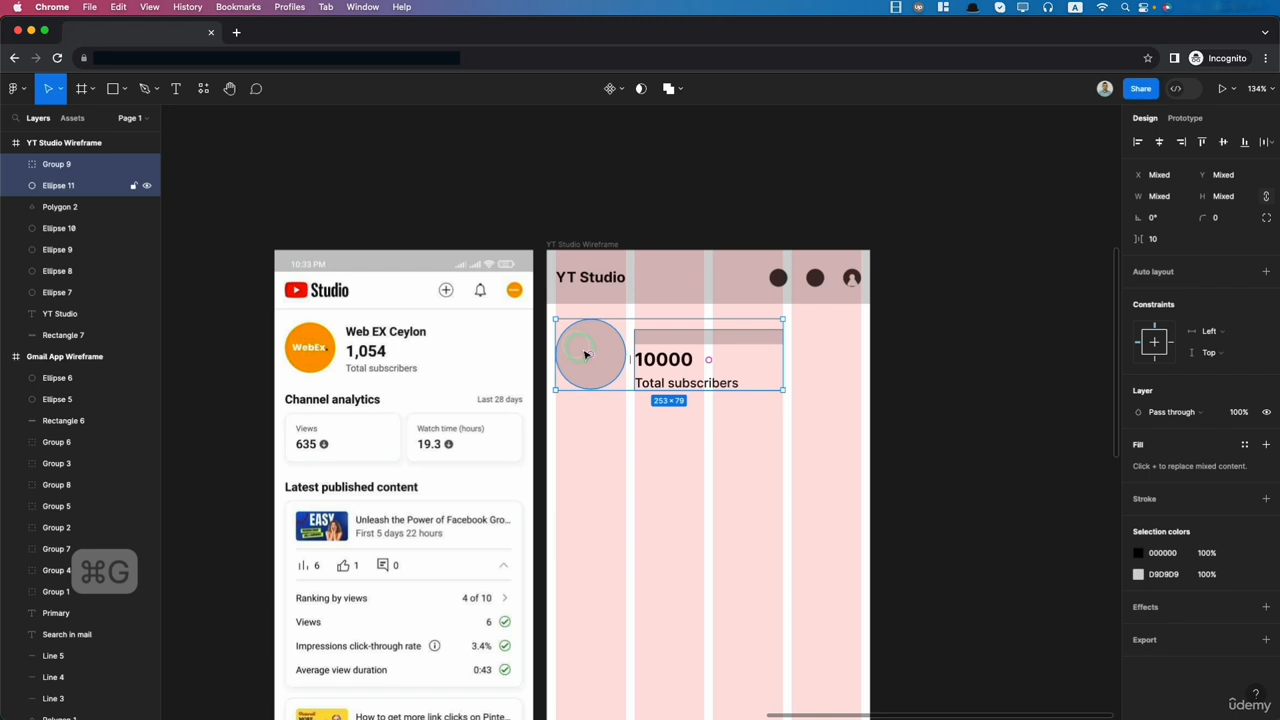 Chrome File Edit View History Bookmarks Profiles Tab Window Help
Incognito
Share
134%
Layers Assets Page 1
YT Studio Wireframe
Group 9
Ellipse 11
Polygon 2
Ellipse 10
Ellipse 9
Ellipse 8
Ellipse 7
YT Studio
Rectangle 7
Gmail App Wireframe
Ellipse 6
Ellipse 5
Rectangle 6
Group 6
Group 3
Group 8
Group 5
Group 2
Group 7
Group 4
Group 1
Primary
Search in mail
Line 5
Line 4
Line 3
Polygon 1
⌘G
10:33 PM
Studio
WebEx
Web EX Ceylon
1,054
Total subscribers
Channel analytics Last 28 days
Views
635
Watch time (hours)
19.3
Latest published content
EASY
Unleash the Power of Facebook Gro...
First 5 days 22 hours
6 1 0
Ranking by views 4 of 10
Views 6
Impressions click-through rate 3.4%
Average view duration 0:43
How to get more link clicks on Pinte...
YT Studio Wireframe
YT Studio
10000
Total subscribers
253 × 79
Design Prototype
X Mixed Y Mixed
W Mixed H Mixed
0° 0
10
Auto layout
Constraints
Left
Top
Layer
Pass through 100%
Fill
Click + to replace mixed content.
Stroke
Selection colors
000000 100%
D9D9D9 100%
Effects
Export
?
ûdemy